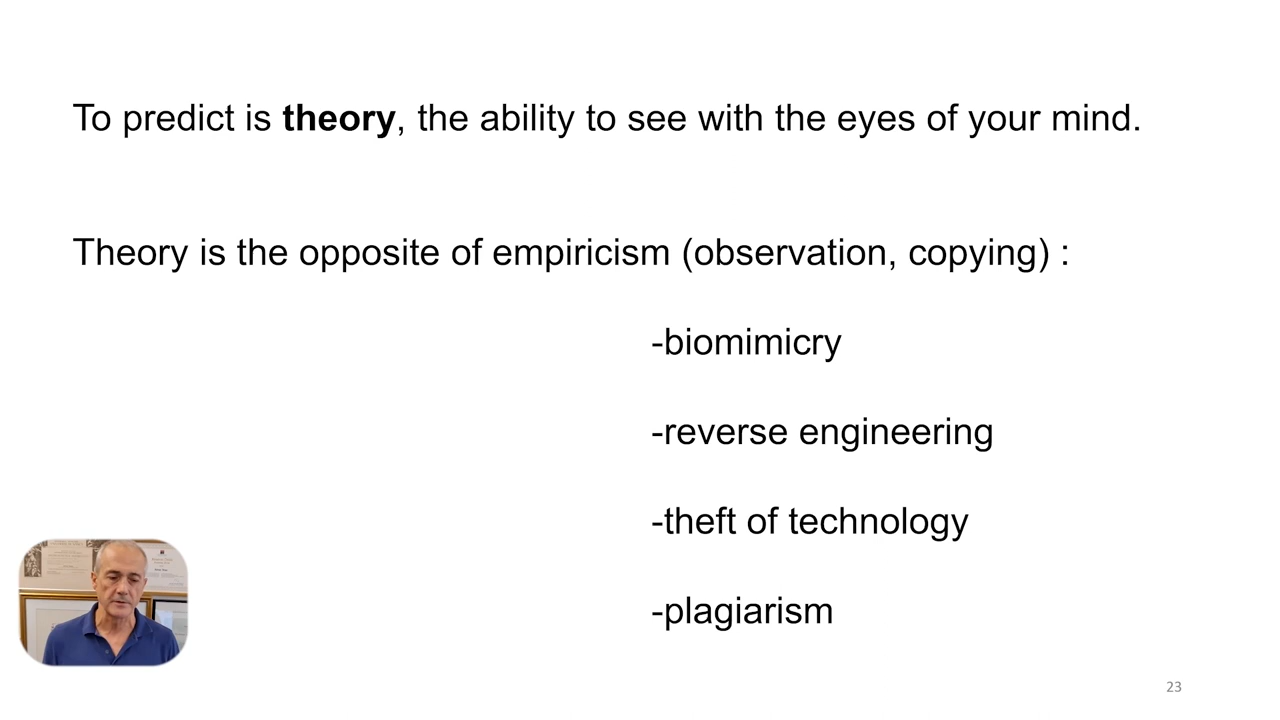 To predict is theory, the ability to see with the eyes of your mind.
Theory is the opposite of empiricism (observation, copying) :
-biomimicry
-reverse engineering
-theft of technology
-plagiarism
23